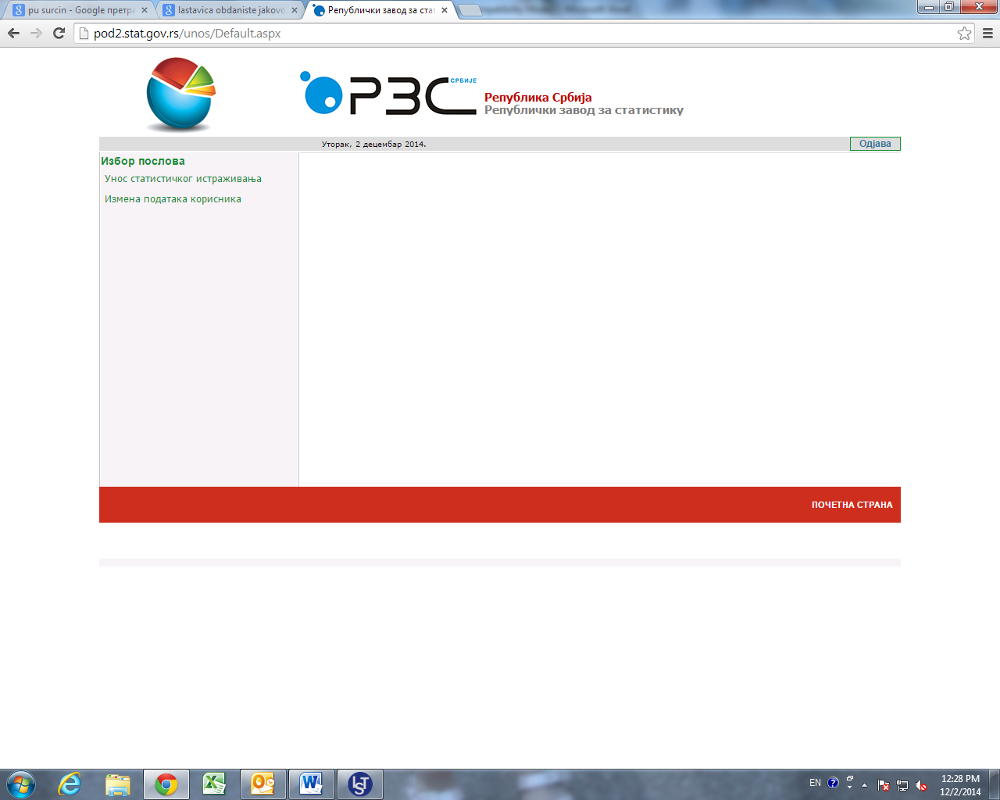 pu surcin - Google претра
lastavica obdaniste jakovo
Републички завод за стат
pod2.stat.gov.rs/unos/Default.aspx
РЗС
СРБИЈЕ
Република Србија
Републички завод за статистику
Уторак, 2 децембар 2014.
Одјава
Избор послова
Унос статистичког истраживања
Измена података корисника
ПОЧЕТНА СТРАНА
EN
12:28 PM
12/2/2014